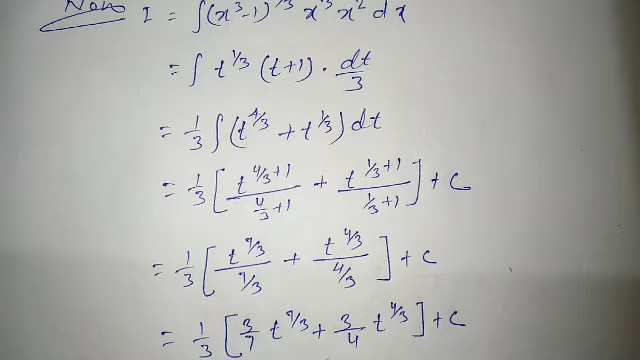 Now I = ∫(x³-1)^1/3 x³ x² dx
= ∫ t^1/3 (t+1) · dt/3
= 1/3 ∫ (t^4/3 + t^1/3) dt
= 1/3 [ t^4/3+1 / 4/3+1 + t^1/3+1 / 1/3+1 ] + C
= 1/3 [ t^7/3 / 7/3 + t^4/3 / 4/3 ] + C
= 1/3 [ 3/7 t^7/3 + 3/4 t^4/3 ] + C